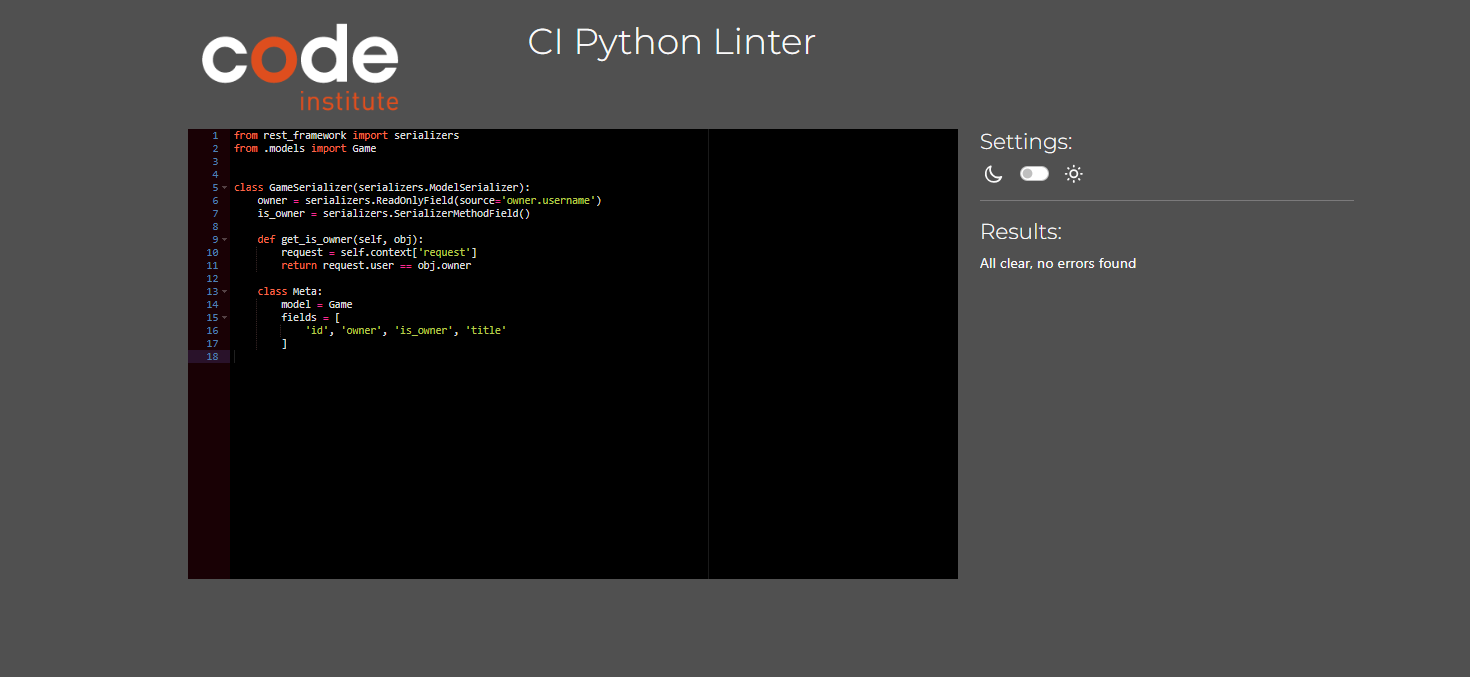 code
institute
CI Python Linter
1 from rest_framework import serializers
2 from .models import Game
3
4
5 class GameSerializer(serializers.ModelSerializer):
6     owner = serializers.ReadOnlyField(source='owner.username')
7     is_owner = serializers.SerializerMethodField()
8
9     def get_is_owner(self, obj):
10         request = self.context['request']
11         return request.user == obj.owner
12
13     class Meta:
14         model = Game
15         fields = [
16             'id', 'owner', 'is_owner', 'title'
17         ]
18
Settings:
Results:
All clear, no errors found